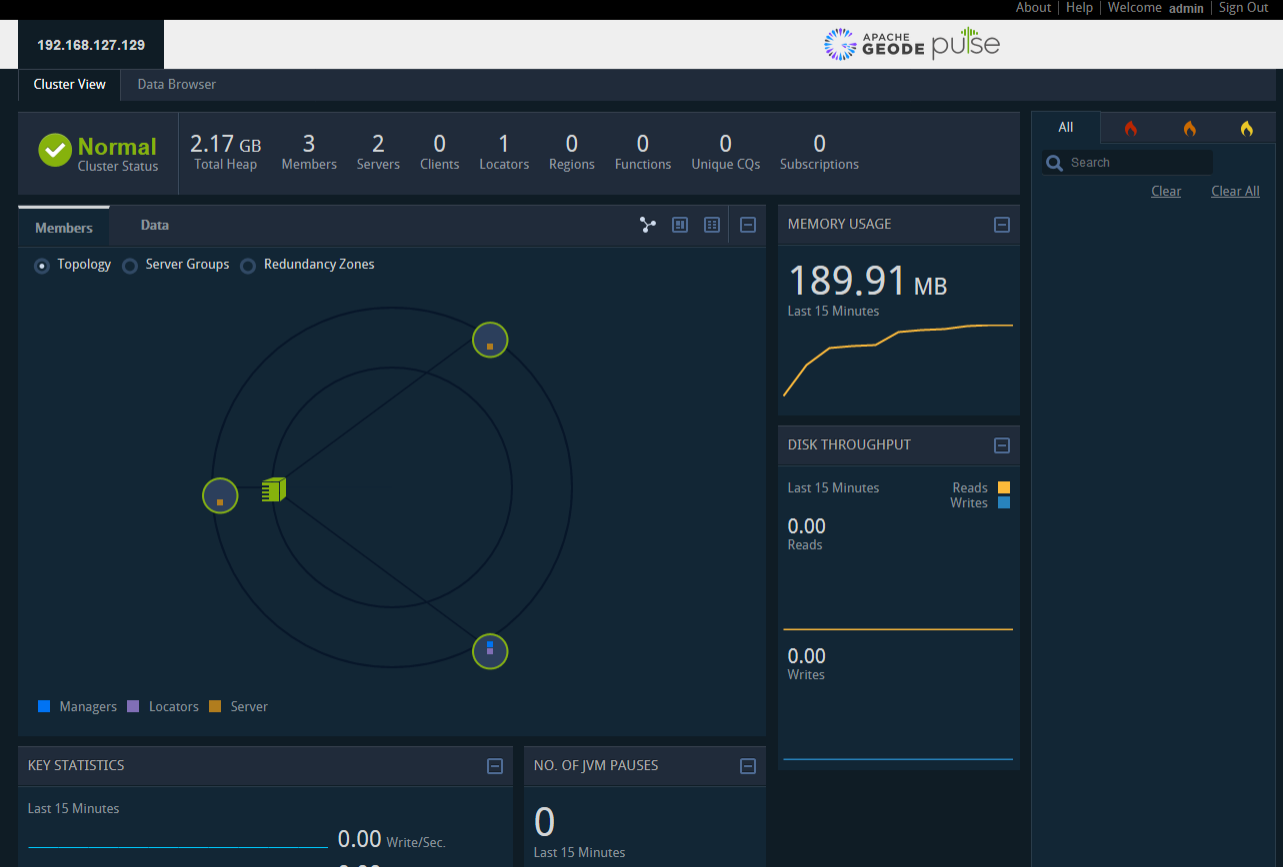 About | Help | Welcome admin | Sign Out
192.168.127.129
APACHE GEODE pulse
Cluster View Data Browser
Normal
Cluster Status
2.17 GB 3 2 0 1 0 0 0 0
Total Heap Members Servers Clients Locators Regions Functions Unique CQs Subscriptions
All
Search
Clear Clear All
Members Data
Topology Server Groups Redundancy Zones
Managers Locators Server
MEMORY USAGE
189.91 MB
Last 15 Minutes
DISK THROUGHPUT
Last 15 Minutes Reads
Writes
0.00
Reads
0.00
Writes
KEY STATISTICS
Last 15 Minutes
0.00 Write/Sec.
NO. OF JVM PAUSES
0
Last 15 Minutes